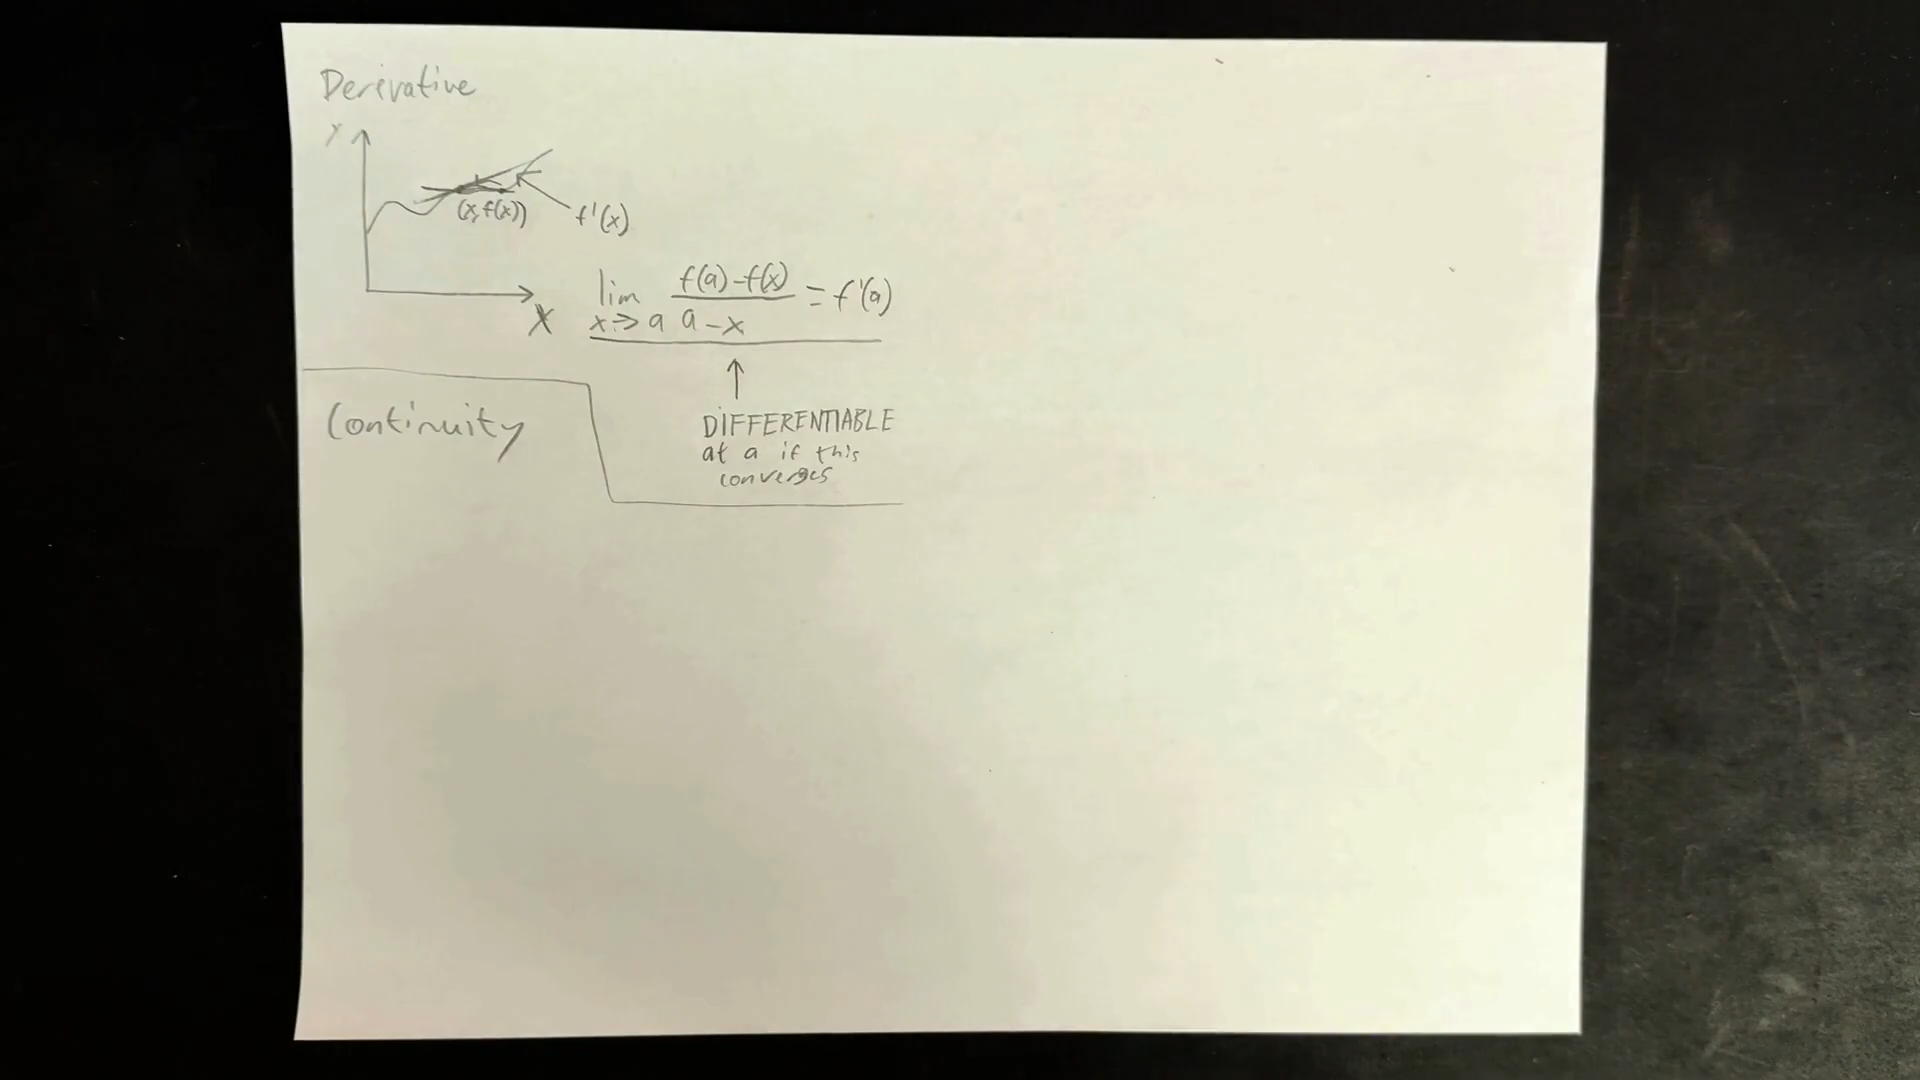 Derivative
Y
(x, f(x))
f'(x)
X
lim x→a f(a)-f(x) / a-x = f'(a)
DIFFERENTIABLE
at a if this
converges
Continuity